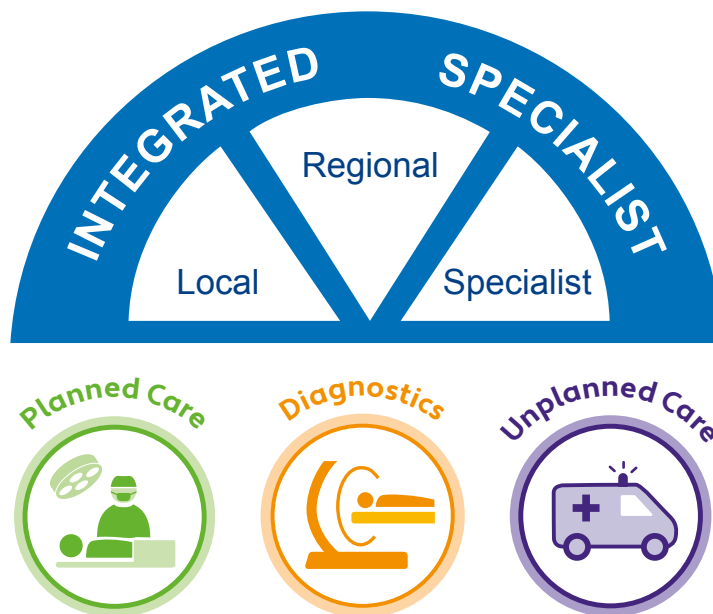 INTEGRATED SPECIALIST
Regional
Local Specialist
Planned Care
Diagnostics
Unplanned Care